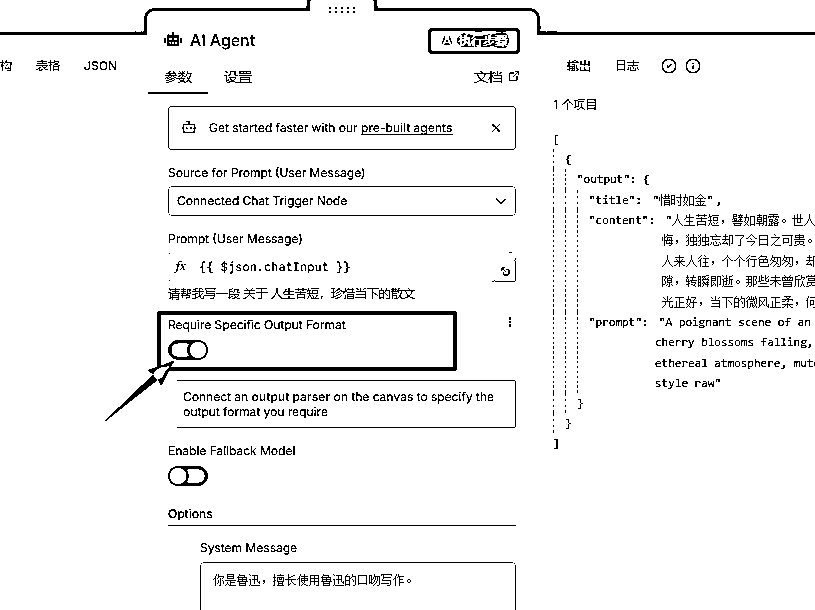 AI Agent
执行步骤
构 表格 JSON
参数 设置 文档
输出 日志
1 个项目
Get started faster with our pre-built agents
Source for Prompt (User Message)
Connected Chat Trigger Node
Prompt (User Message)
fx {{ $json.chatInput }}
请帮我写一段 关于 人生苦短，珍惜当下的散文
Require Specific Output Format
Connect an output parser on the canvas to specify the
output format you require
Enable Fallback Model
Options
System Message
你是鲁迅，擅长使用鲁迅的口吻写作。
[
{
"output": {
"title": "惜时如金",
"content": "人生苦短，譬如朝露。世人
悔，独独忘却了今日之可贵。
人来人往，个个行色匆匆，却
隙，转瞬即逝。那些未曾欣赏
光正好，当下的微风正柔，何
"prompt": "A poignant scene of an
cherry blossoms falling,
ethereal atmosphere, mut
style raw"
}
}
]